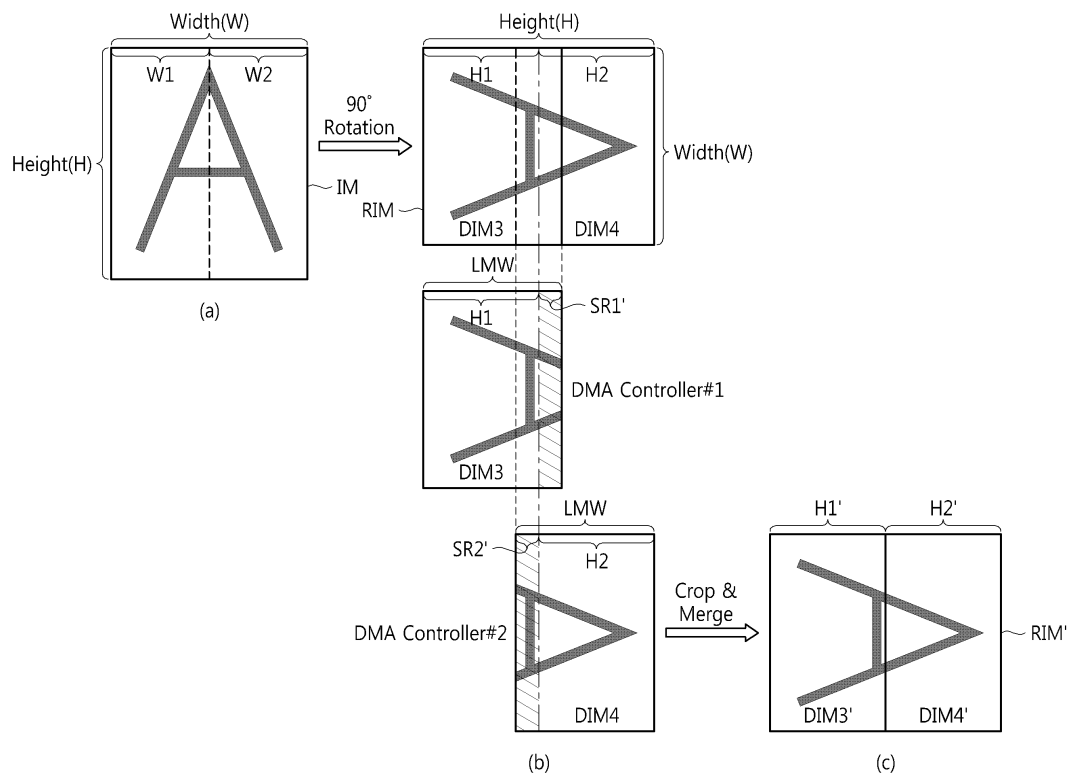 Width(W)
W1
W2
Height(H)
IM
(a)
90°
Rotation
Height(H)
H1
H2
Width(W)
RIM
DIM3
DIM4
LMW
H1
SR1'
DMA Controller#1
DIM3
LMW
SR2'
H2
DMA Controller#2
DIM4
(b)
Crop &
Merge
H1'
H2'
RIM'
DIM3'
DIM4'
(c)